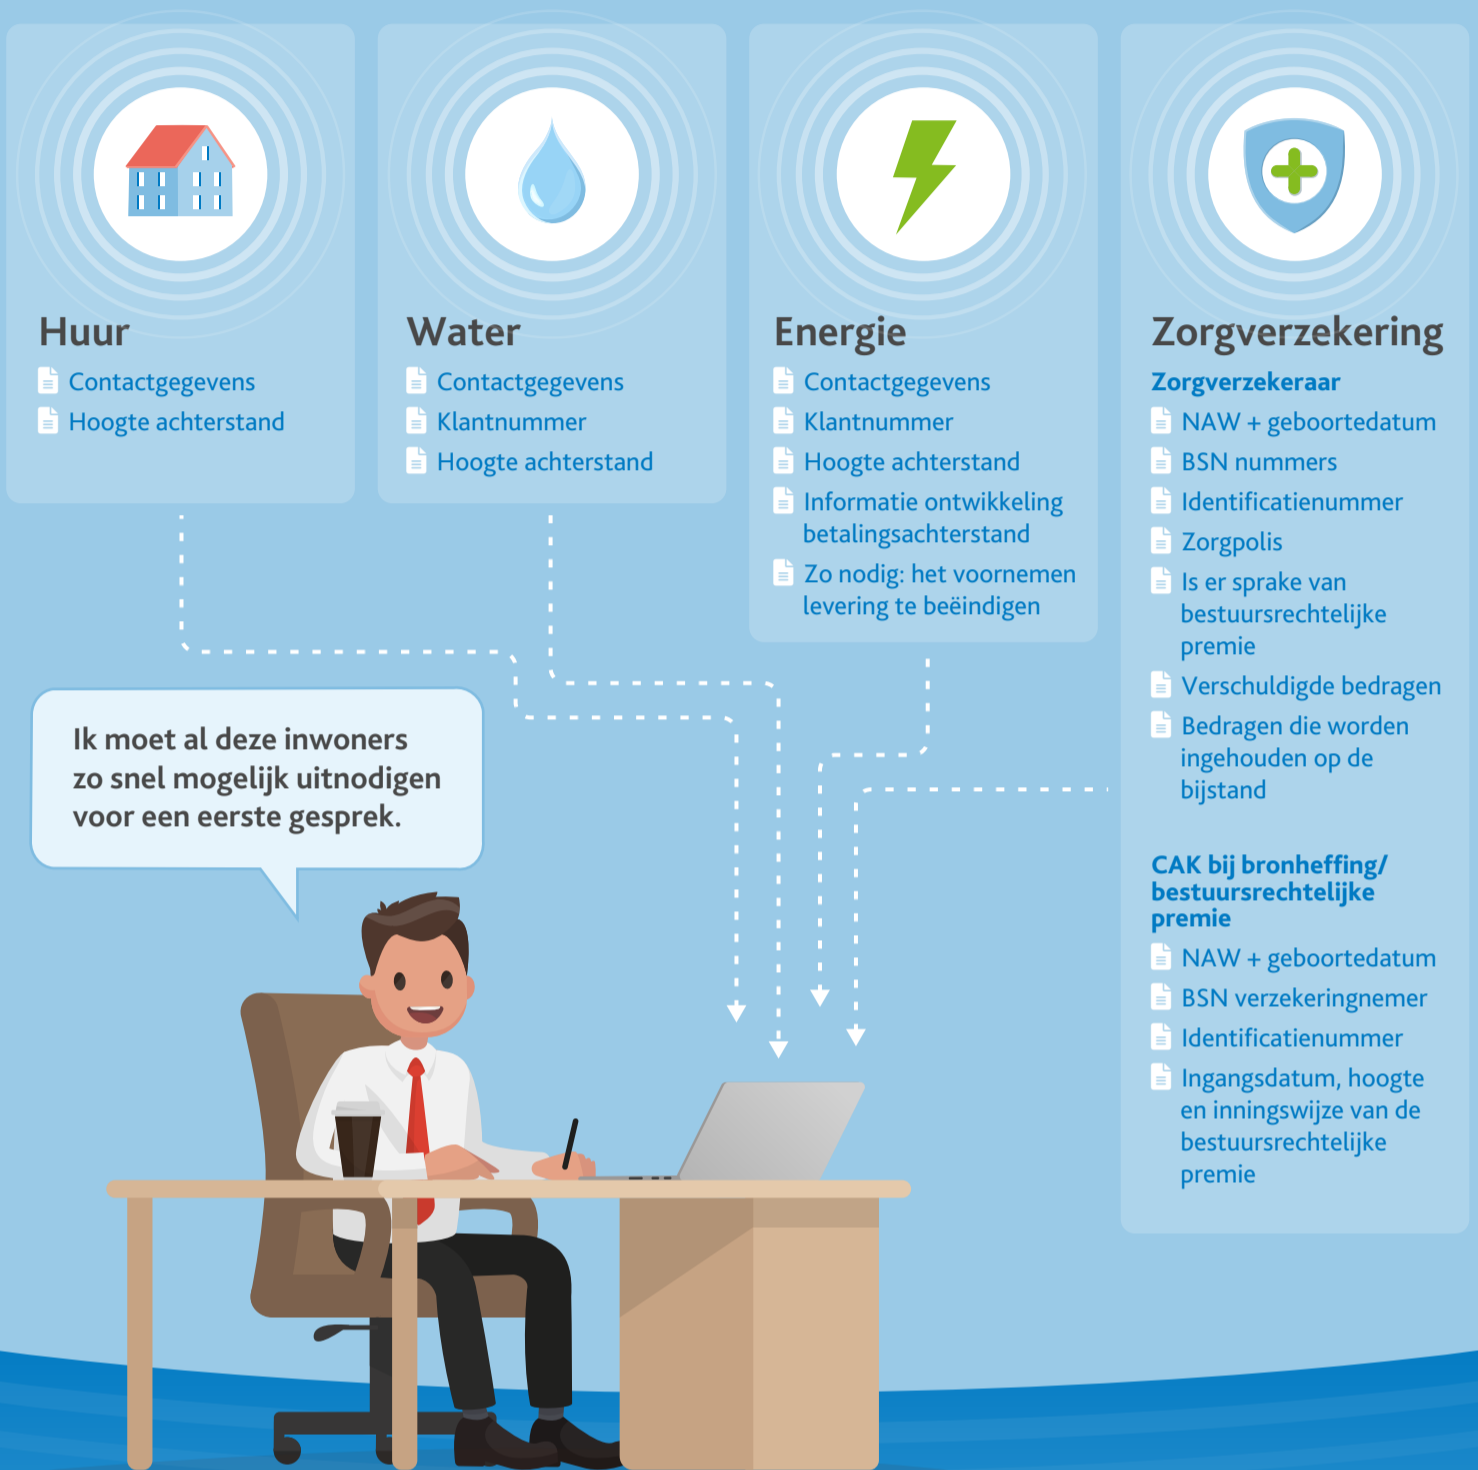 Huur
Contactgegevens
Hoogte achterstand
Water
Contactgegevens
Klantnummer
Hoogte achterstand
Energie
Contactgegevens
Klantnummer
Hoogte achterstand
Informatie ontwikkeling
betalingsachterstand
Zo nodig: het voornemen
levering te beëindigen
Zorgverzekering
Zorgverzekeraar
NAW + geboortedatum
BSN nummers
Identificatienummer
Zorgpolis
Is er sprake van
bestuursrechtelijke
premie
Verschuldigde bedragen
Bedragen die worden
ingehouden op de
bijstand
CAK bij bronheffing/
bestuursrechtelijke
premie
NAW + geboortedatum
BSN verzekeringnemer
Identificatienummer
Ingangsdatum, hoogte
en inningswijze van de
bestuursrechtelijke
premie
Ik moet al deze inwoners
zo snel mogelijk uitnodigen
voor een eerste gesprek.